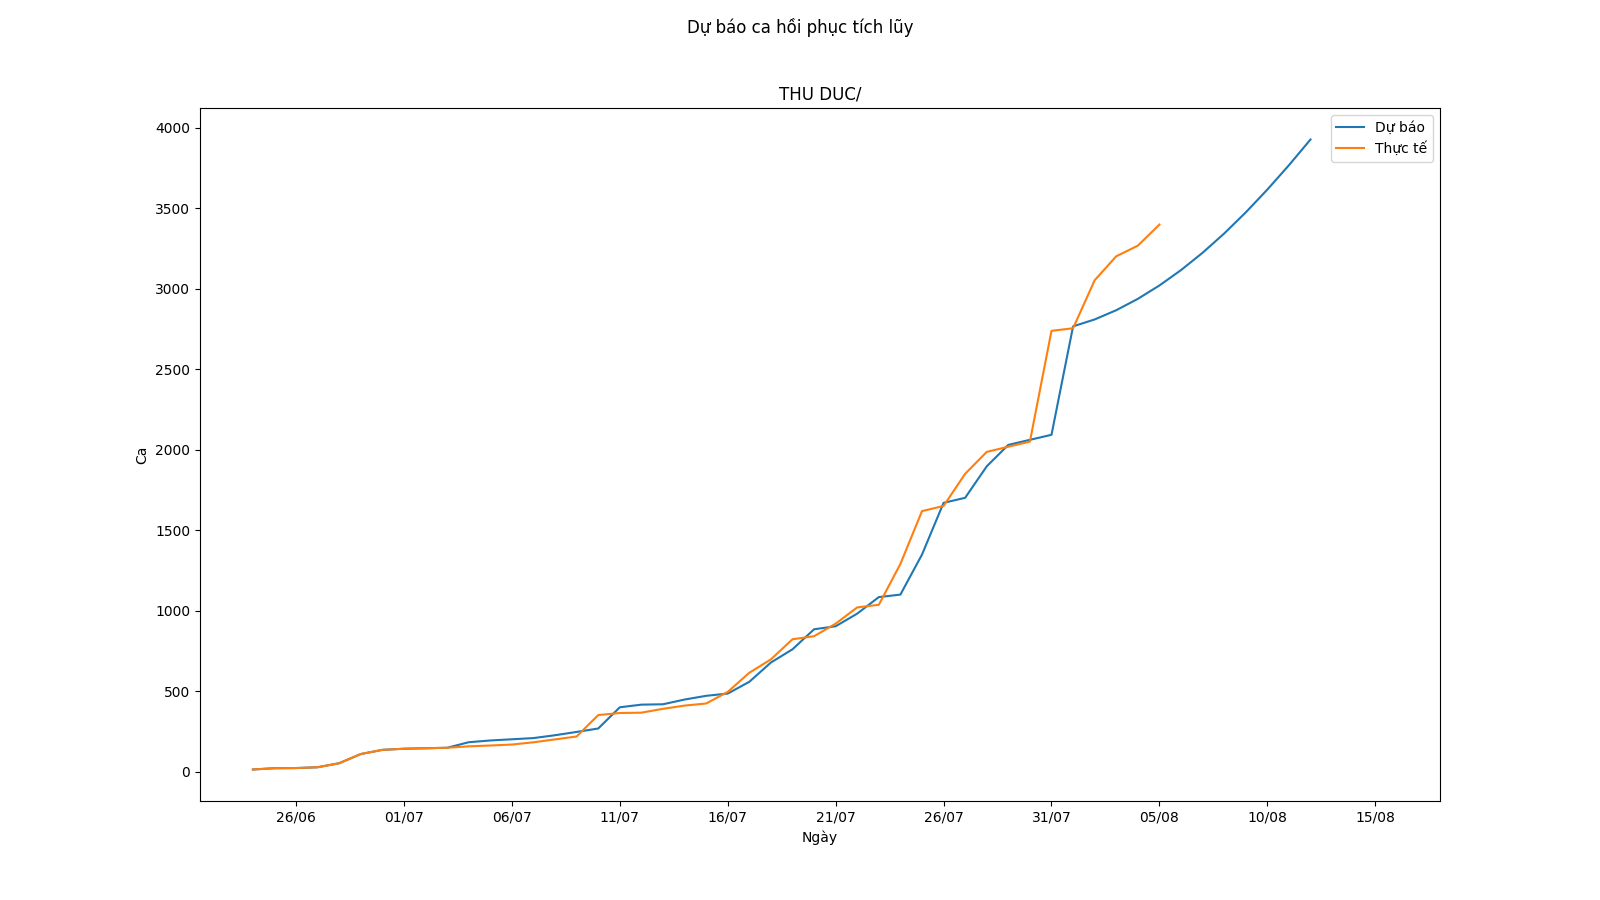 Dự báo ca hồi phục tích lũy
THU DUC/
Dự báo
Thực tế
4000
3500
3000
2500
2000
1500
1000
500
0
Ca
26/06 01/07 06/07 11/07 16/07 21/07 26/07 31/07 05/08 10/08 15/08
Ngày